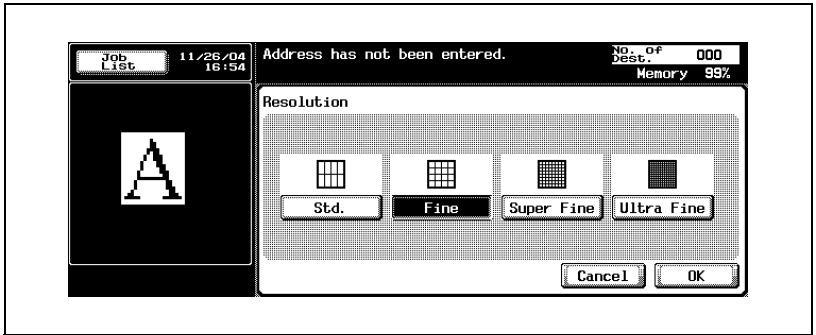 Job List
11/26/04
16:54
Address has not been entered.
No. of Dest. 000
Memory 99%
A
Resolution
Std.
Fine
Super Fine
Ultra Fine
Cancel
OK